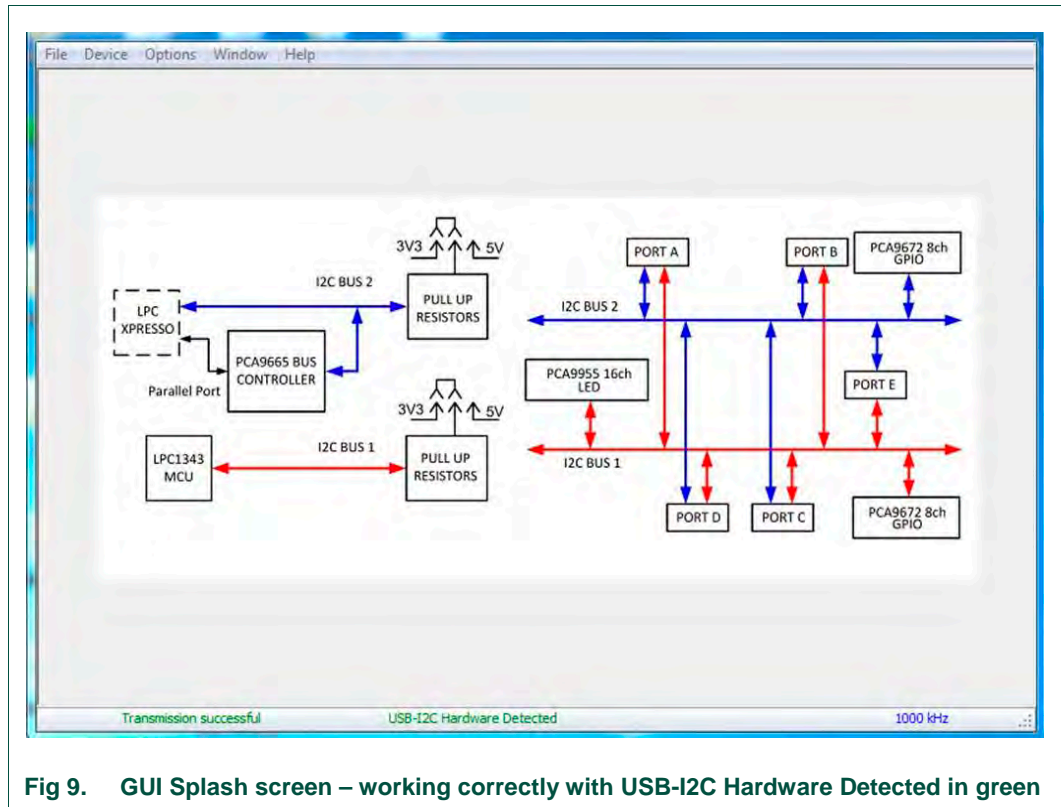 File Device Options Window Help
3V3
5V
I2C BUS 2
LPC
XPRESSO
PULL UP
RESISTORS
PCA9665 BUS
CONTROLLER
Parallel Port
3V3
5V
I2C BUS 1
LPC1343
MCU
PULL UP
RESISTORS
PORT A
PORT B
PCA9672 8ch
GPIO
I2C BUS 2
PCA9955 16ch
LED
PORT E
I2C BUS 1
PORT D
PORT C
PCA9672 8ch
GPIO
Transmission successful
USB-I2C Hardware Detected
1000 kHz
Fig 9. GUI Splash screen – working correctly with USB-I2C Hardware Detected in green